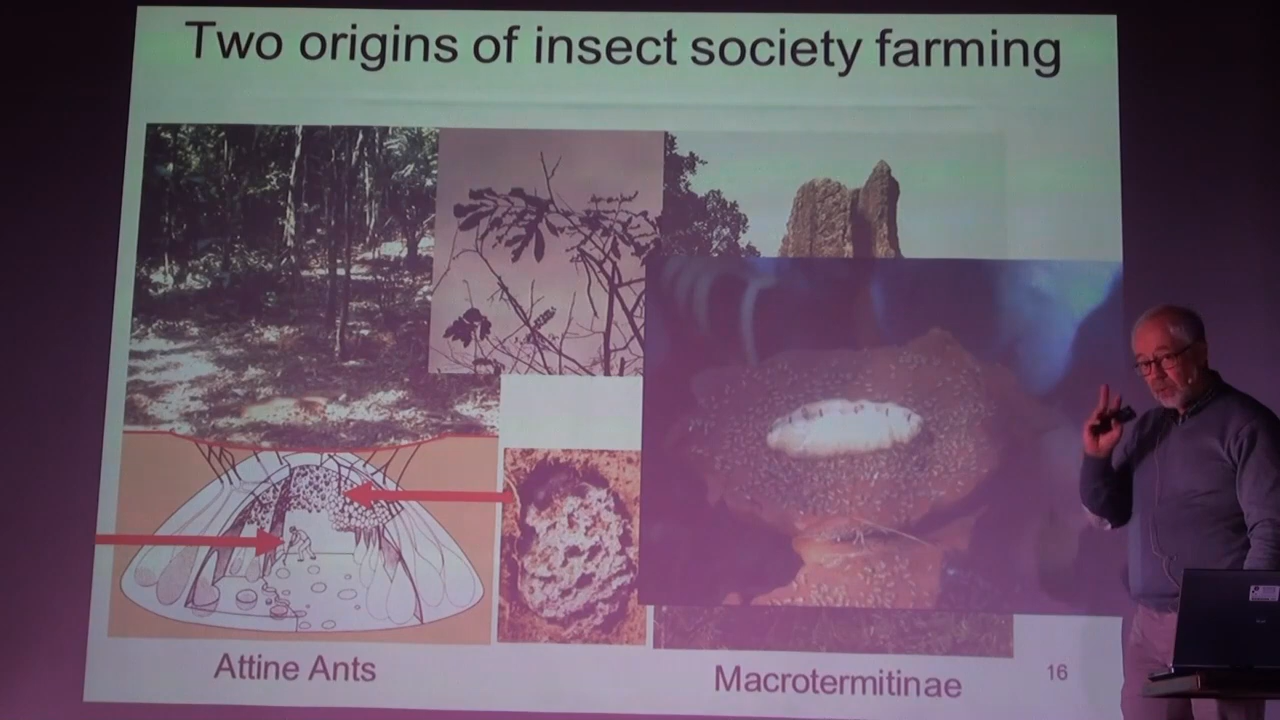 Two origins of insect society farming
Attine Ants
Macrotermitinae
16